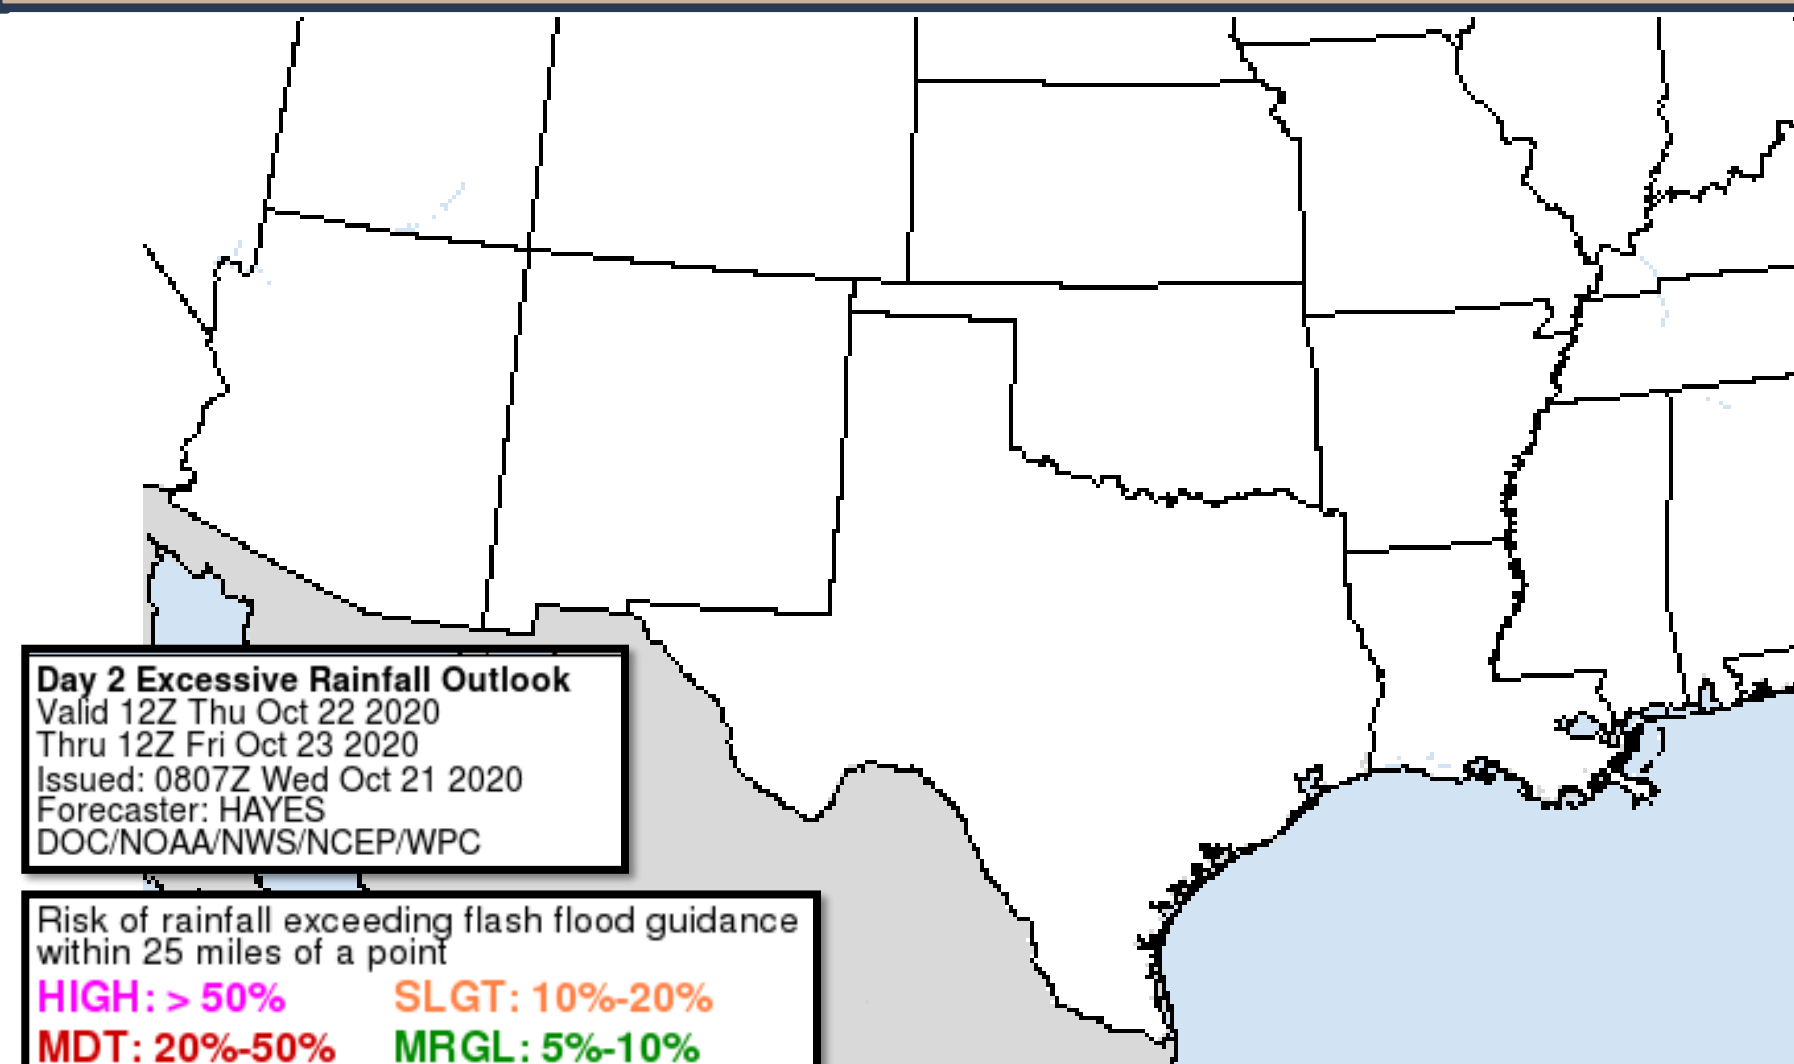 Day 2 Excessive Rainfall Outlook
Valid 12Z Thu Oct 22 2020
Thru 12Z Fri Oct 23 2020
Issued: 0807Z Wed Oct 21 2020
Forecaster: HAYES
DOC/NOAA/NWS/NCEP/WPC
Risk of rainfall exceeding flash flood guidance
within 25 miles of a point
HIGH: > 50% SLGT: 10%-20%
MDT: 20%-50% MRGL: 5%-10%